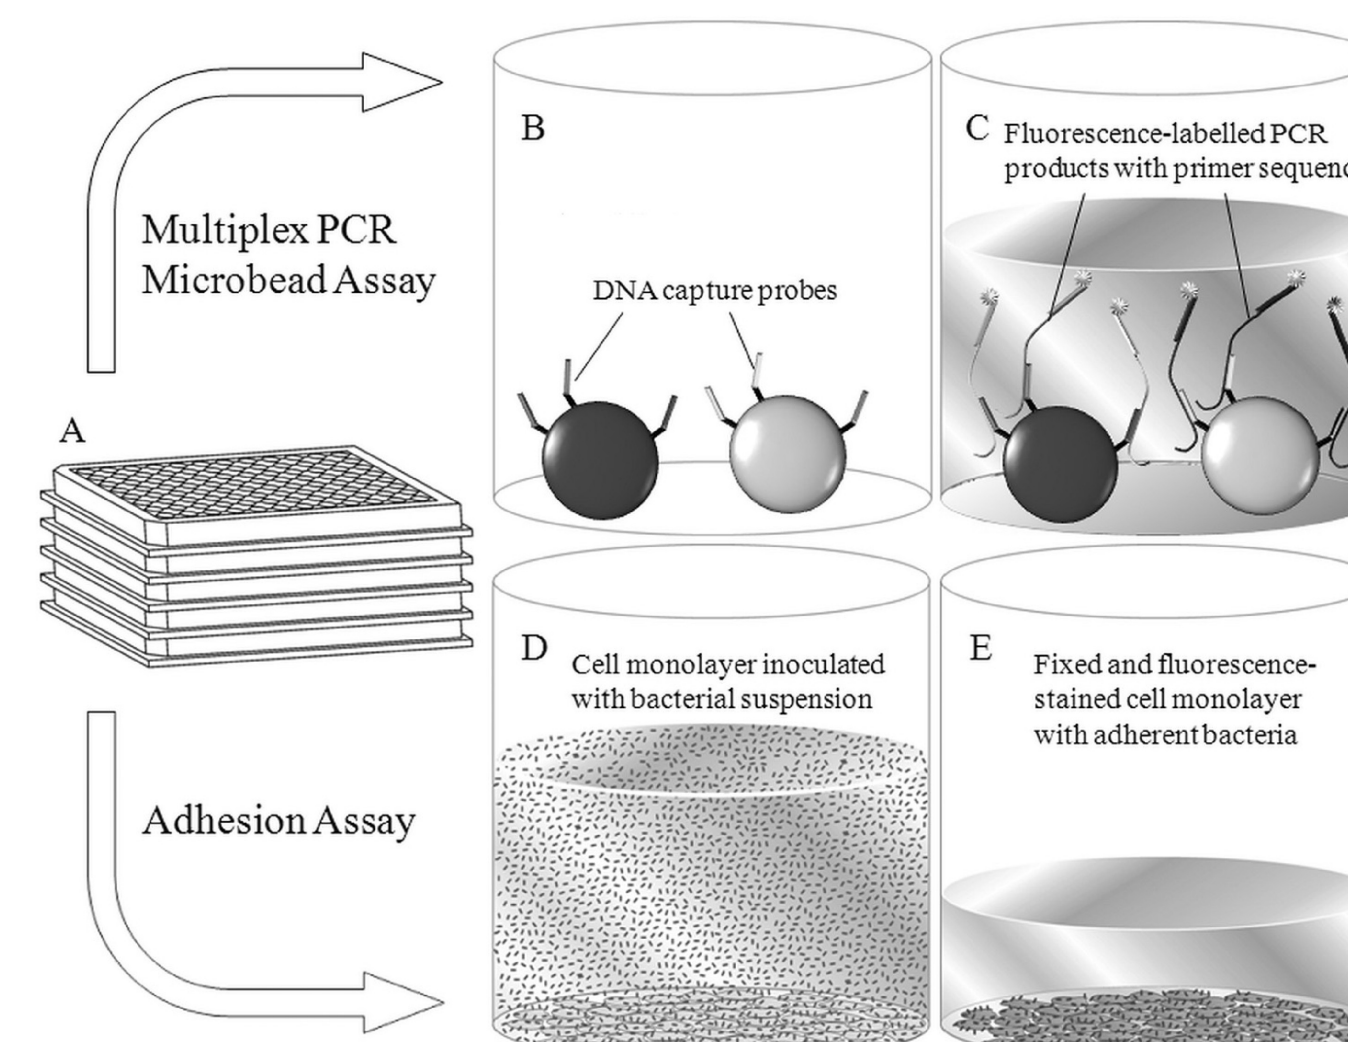 B
C
Fluorescence-labelled PCR
products with primer
Multiplex PCR
Microbead Assay
DNA capture probes
A
D
Cell monolayer inoculated
with bacterial suspension
E
Fixed and fluorescence-
stained cell monolayer
with adherent bacteria
Adhesion Assay